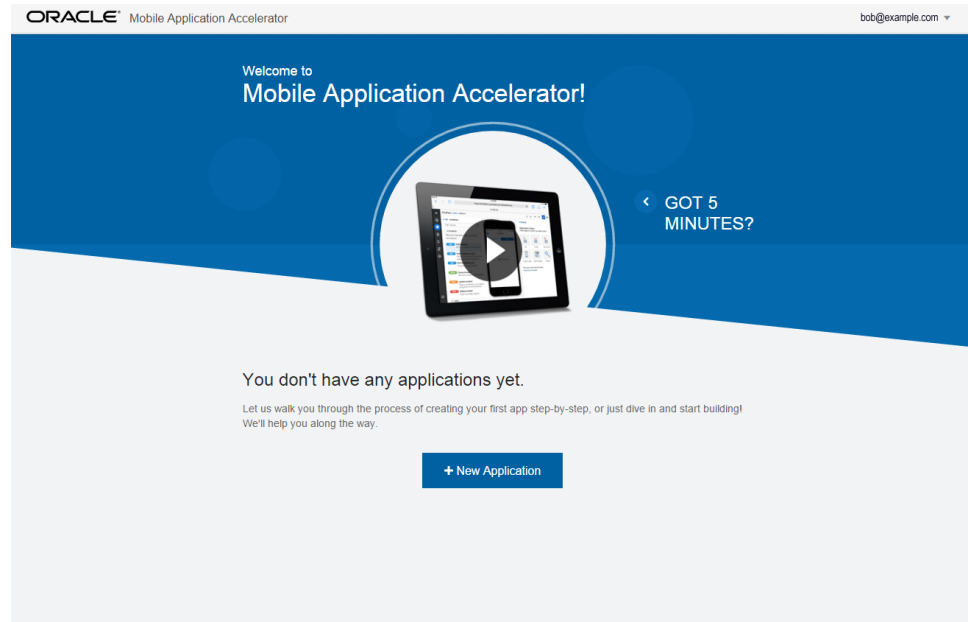 ORACLE® Mobile Application Accelerator
bob@example.com
Welcome to
Mobile Application Accelerator!
GOT 5
MINUTES?
You don't have any applications yet.
Let us walk you through the process of creating your first app step-by-step, or just dive in and start building!
We'll help you along the way.
+ New Application